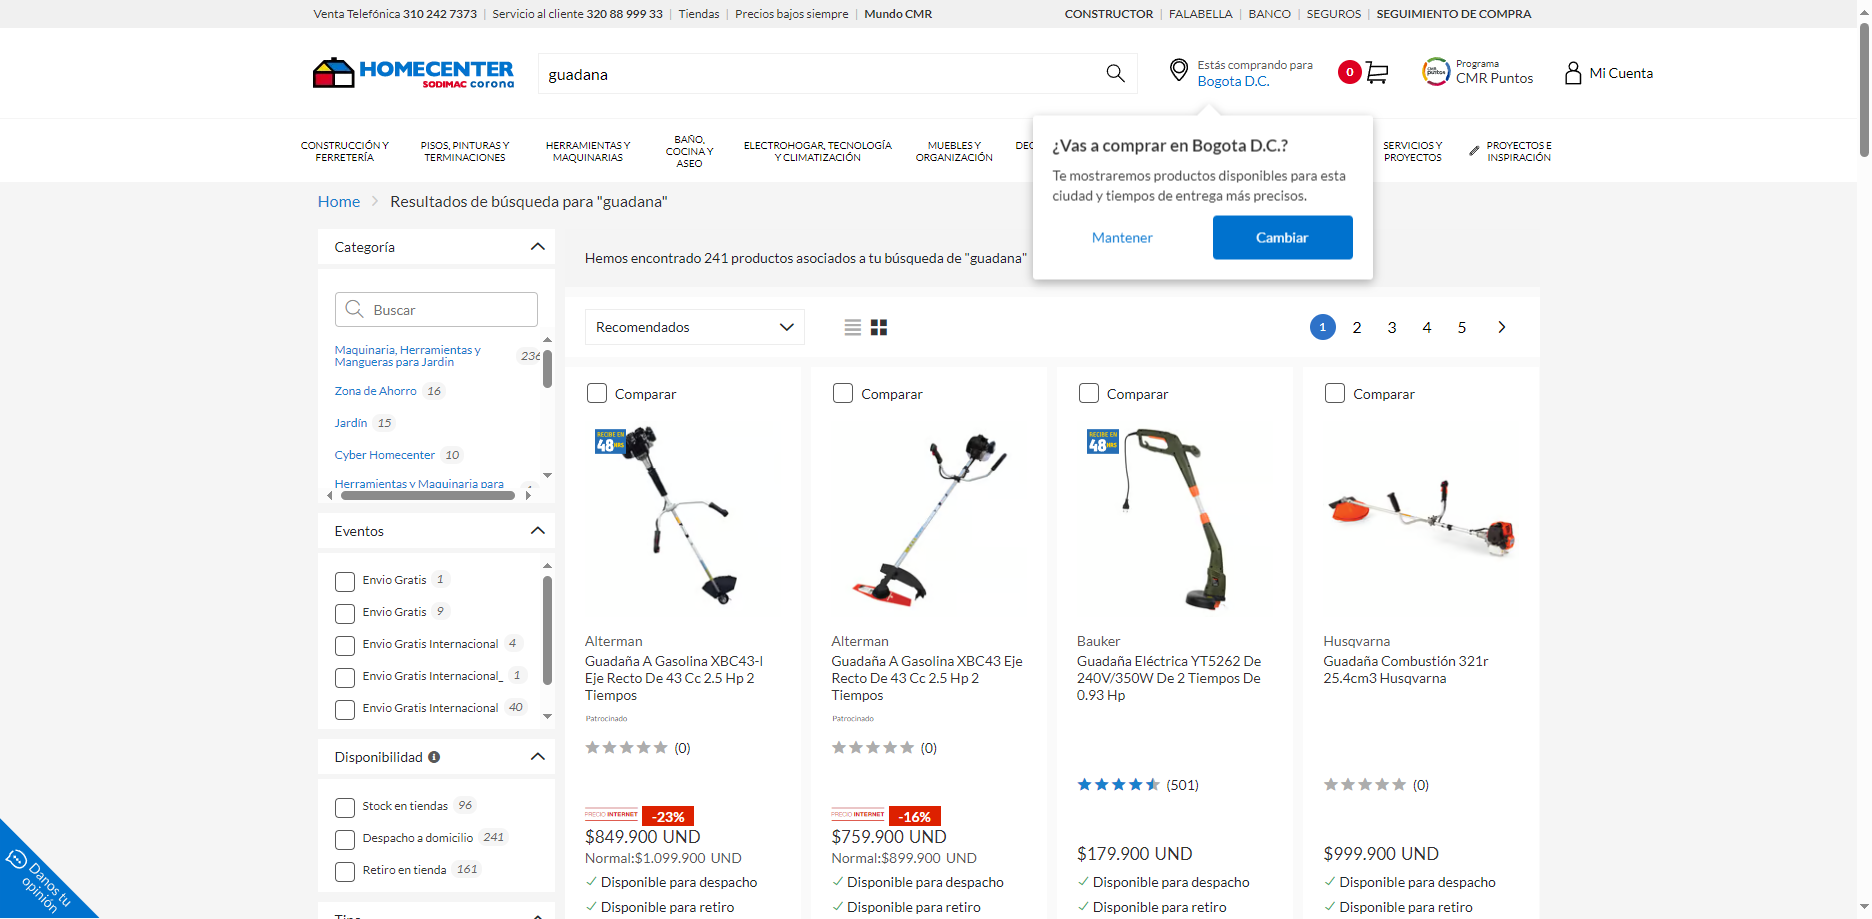 Venta Telefónica 310 242 7373 | Servicio al cliente 320 88 999 33 | Tiendas | Precios bajos siempre | Mundo CMR
CONSTRUCTOR | FALABELLA | BANCO | SEGUROS | SEGUIMIENTO DE COMPRA
HOMECENTER
SODIMAC corona
guadana
Estás comprando para
Bogota D.C.
0
Programa
CMR Puntos
Mi Cuenta
CONSTRUCCIÓN Y
FERRETERÍA
PISOS, PINTURAS Y
TERMINACIONES
HERRAMIENTAS Y
MAQUINARIAS
BAÑO,
COCINA Y
ASEO
ELECTROHOGAR, TECNOLOGÍA
Y CLIMATIZACIÓN
MUEBLES Y
ORGANIZACIÓN
SERVICIOS Y
PROYECTOS
PROYECTOS E
INSPIRACIÓN
¿Vas a comprar en Bogota D.C.?
Te mostraremos productos disponibles para esta
ciudad y tiempos de entrega más precisos.
Mantener
Cambiar
Home > Resultados de búsqueda para "guadana"
Categoría
Buscar
Maquinaria, Herramientas y
Mangueras para Jardin 236
Zona de Ahorro 16
Jardín 15
Cyber Homecenter 10
Herramientas y Maquinaria para
Eventos
Envio Gratis 1
Envio Gratis 9
Envio Gratis Internacional 4
Envio Gratis Internacional_ 1
Envio Gratis Internacional 40
Disponibilidad
Stock en tiendas 96
Despacho a domicilio 241
Retiro en tienda 161
Tipo
Danos tu
opinión
Hemos encontrado 241 productos asociados a tu búsqueda de "guadana"
Recomendados
1 2 3 4 5
Comparar
RECIBE EN
48 HRS
Alterman
Guadaña A Gasolina XBC43-I
Eje Recto De 43 Cc 2.5 Hp 2
Tiempos
Patrocinado
(0)
PRECIO INTERNET -23%
$849.900 UND
Normal:$1.099.900 UND
Disponible para despacho
Disponible para retiro
Comparar
Alterman
Guadaña A Gasolina XBC43 Eje
Recto De 43 Cc 2.5 Hp 2
Tiempos
Patrocinado
(0)
PRECIO INTERNET -16%
$759.900 UND
Normal:$899.900 UND
Disponible para despacho
Disponible para retiro
Comparar
RECIBE EN
48 HRS
Bauker
Guadaña Eléctrica YT5262 De
240V/350W De 2 Tiempos De
0.93 Hp
(501)
$179.900 UND
Disponible para despacho
Disponible para retiro
Comparar
Husqvarna
Guadaña Combustión 321r
25.4cm3 Husqvarna
(0)
$999.900 UND
Disponible para despacho
Disponible para retiro